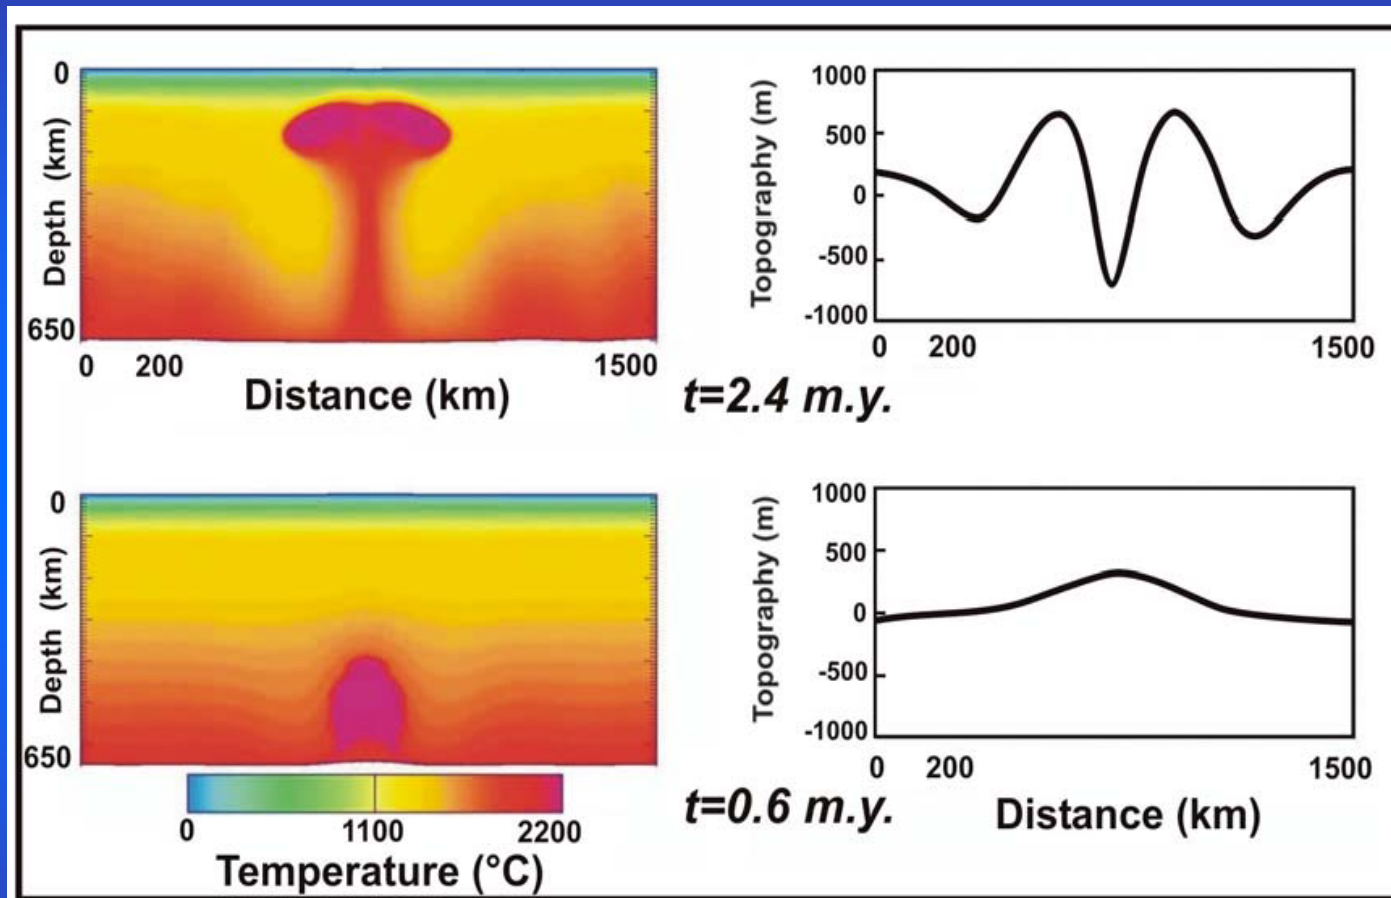 0
Depth (km)
650
0 200 1500
Distance (km)
1000
500
0
-500
-1000
Topography (m)
0 200 1500
t=2.4 m.y.
0
Depth (km)
650
0 1100 2200
Temperature (°C)
1000
500
0
-500
-1000
Topography (m)
0 200 1500
t=0.6 m.y.
Distance (km)